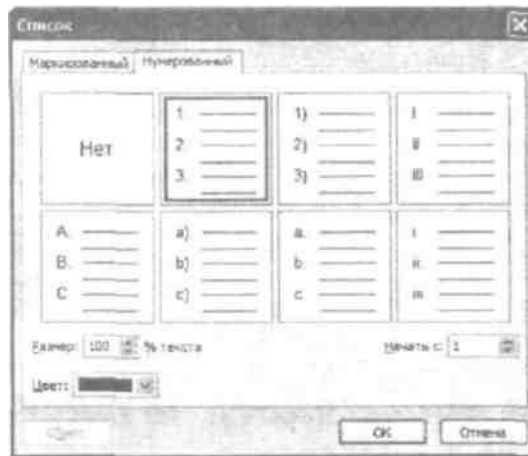 Список
Маркированный Нумерованный
Нет
1.
2.
3.
1)
2)
3)
I
II
III
A.
B.
C
a)
b)
c)
a.
b.
c.
i.
ii.
iii.
Размер: 100 % текста
Начать с: 1
Цвет:
OK Отмена